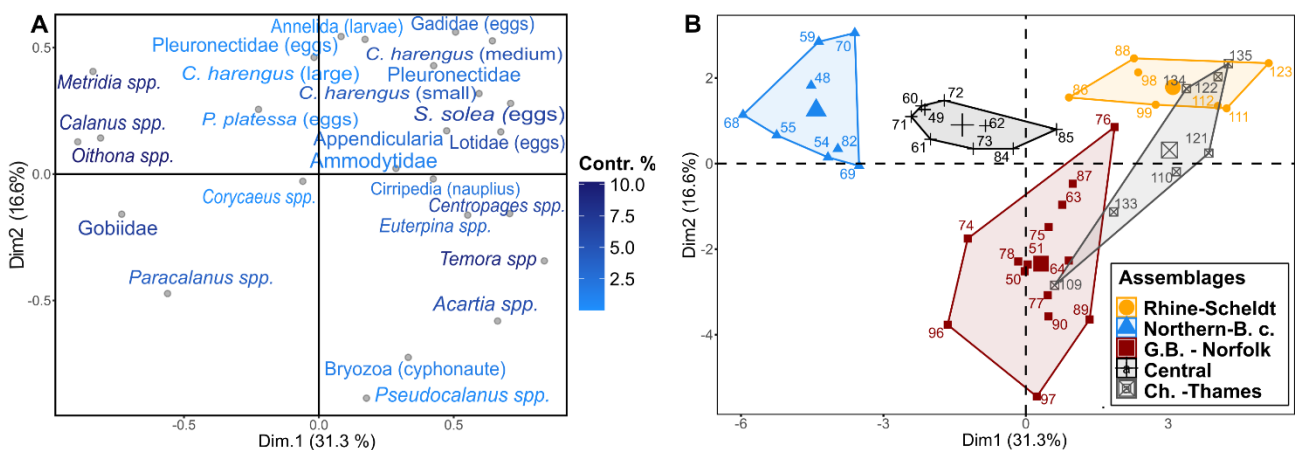 A
Annelida (larvae)
Gadidae (eggs)
Pleuronectidae (eggs)
C. harengus (medium)
Metridia spp.
C. harengus (large)
Pleuronectidae
C. harengus (small)
P. platessa (eggs)
S. solea (eggs)
Calanus spp.
Appendicularia
Lotidae (eggs)
Oithona spp.
Ammodytidae
Corycaeus spp.
Cirripedia (nauplius)
Centropages spp.
Gobiidae
Euterpina spp.
Temora spp
Paracalanus spp.
Acartia spp.
Bryozoa (cyphonaute)
Pseudocalanus spp.
0.5
0.0
-0.5
Dim2 (16.6%)
-0.5
0.0
0.5
Dim.1 (31.3 %)
Contr. %
10.0
7.5
5.0
2.5
B
59
70
48
68
55
54
82
69
60
72
49
71
62
61
73
84
85
88
135
98
134
122
123
86
99
112
111
76
121
87
110
63
133
74
75
51
78
64
50
109
77
89
90
96
97
2
0
-2
-4
Dim2 (16.6%)
-6
-3
0
3
Dim1 (31.3%)
Assemblages
Rhine-Scheldt
Northern-B. c.
G.B. - Norfolk
a Central
Ch. -Thames